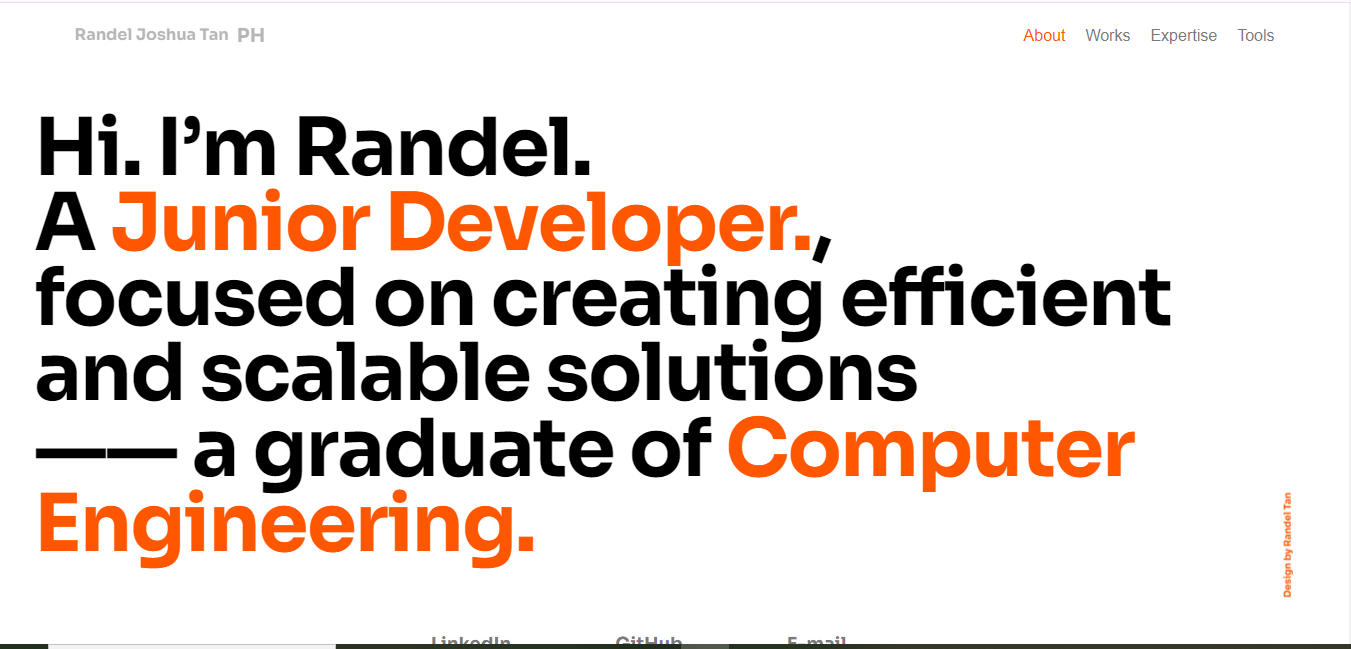 Randel Joshua Tan PH
About Works Expertise Tools
Hi. I’m Randel.
A Junior Developer.,
focused on creating efficient
and scalable solutions
—— a graduate of Computer
Engineering.
Design by Randel Tan
LinkedIn GitHub E-mail